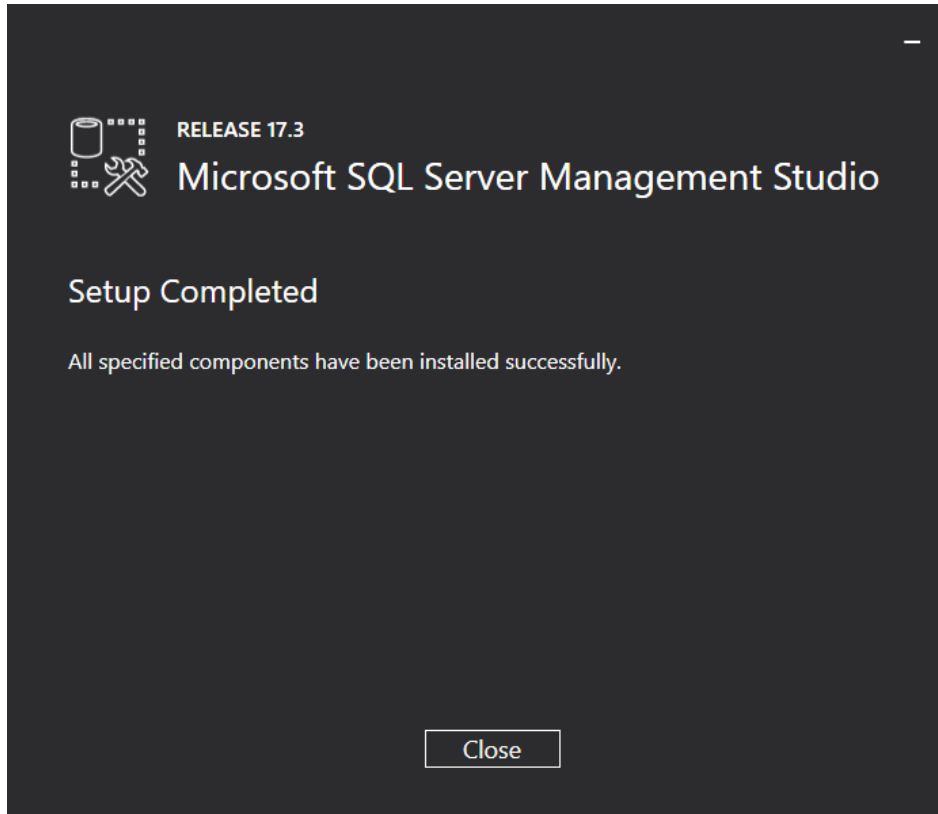 RELEASE 17.3
Microsoft SQL Server Management Studio
Setup Completed
All specified components have been installed successfully.
Close